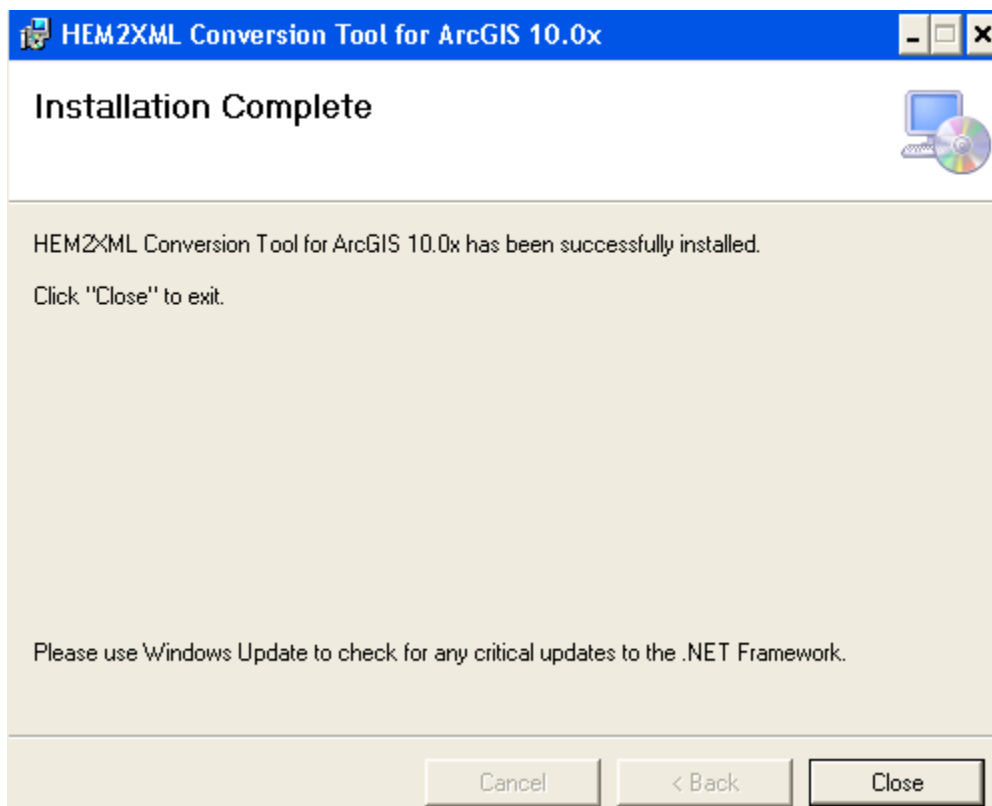 HEM2XML Conversion Tool for ArcGIS 10.0x
Installation Complete
HEM2XML Conversion Tool for ArcGIS 10.0x has been successfully installed.
Click "Close" to exit.
Please use Windows Update to check for any critical updates to the .NET Framework.
Cancel
< Back
Close